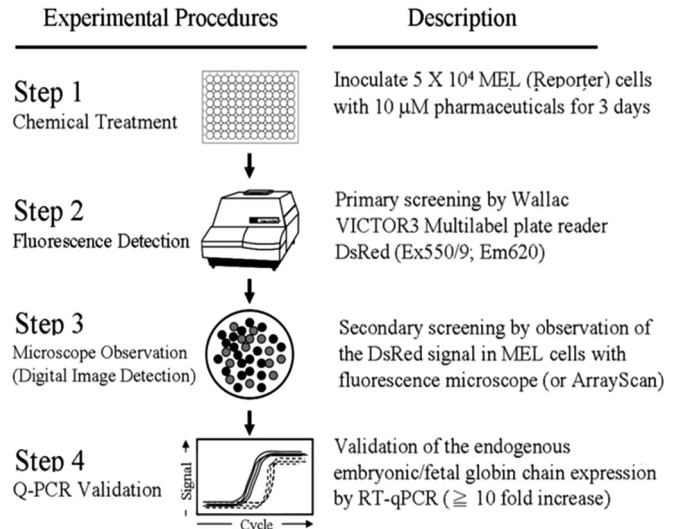 Experimental Procedures
Description
Step 1
Chemical Treatment
Inoculate 5 X 10⁴ MEL (Reporter) cells
with 10 μM pharmaceuticals for 3 days
Step 2
Fluorescence Detection
Primary screening by Wallac
VICTOR3 Multilabel plate reader
DsRed (Ex550/9; Em620)
Step 3
Microscope Observation
(Digital Image Detection)
Secondary screening by observation of
the DsRed signal in MEL cells with
fluorescence microscope (or ArrayScan)
Step 4
Q-PCR Validation
Signal
Cycle
Validation of the endogenous
embryonic/fetal globin chain expression
by RT-qPCR (≧ 10 fold increase)